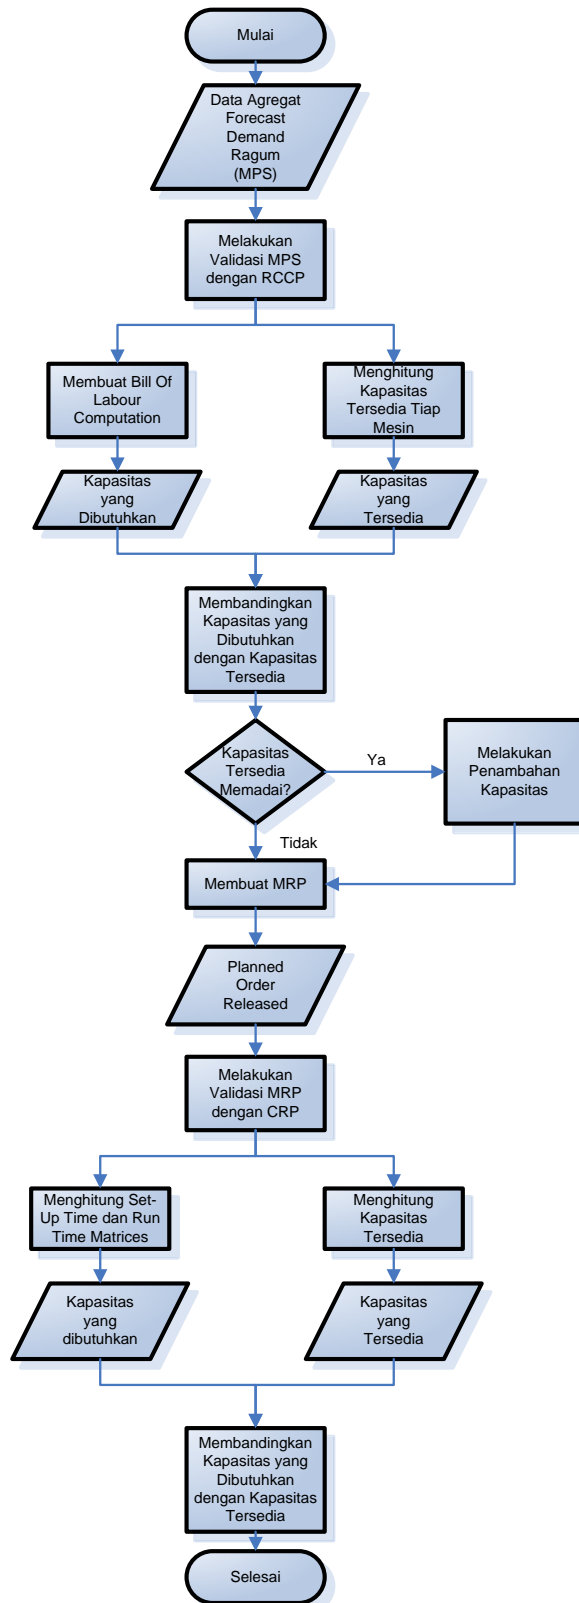 Mulai
Data Agregat
Forecast
Demand
Ragum
(MPS)
Melakukan
Validasi MPS
dengan RCCP
Membuat Bill Of
Labour
Computation
Menghitung
Kapasitas
Tersedia Tiap
Mesin
Kapasitas
yang
Dibutuhkan
Kapasitas
yang
Tersedia
Membandingkan
Kapasitas yang
Dibutuhkan
dengan Kapasitas
Tersedia
Kapasitas
Tersedia
Memadai?
Ya
Melakukan
Penambahan
Kapasitas
Tidak
Membuat MRP
Planned
Order
Released
Melakukan
Validasi MRP
dengan CRP
Menghitung Set-
Up Time dan Run
Time Matrices
Menghitung
Kapasitas
Tersedia
Kapasitas
yang
dibutuhkan
Kapasitas
yang
Tersedia
Membandingkan
Kapasitas yang
Dibutuhkan
dengan Kapasitas
Tersedia
Selesai